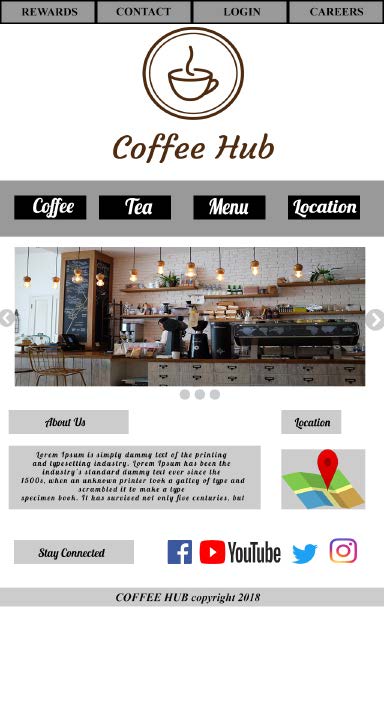 REWARDS
CONTACT
LOGIN
CAREERS
Coffee Hub
Coffee
Tea
Menu
Location
About Us
Location
Lorem Ipsum is simply dummy text of the printing
and typesetting industry. Lorem Ipsum has been the
industry's standard dummy text ever since the
1500s, when an unknown printer took a galley of type and
scrambled it to make a type
specimen book. It has survived not only five centuries, but
Stay Connected
YouTube
COFFEE HUB copyright 2018